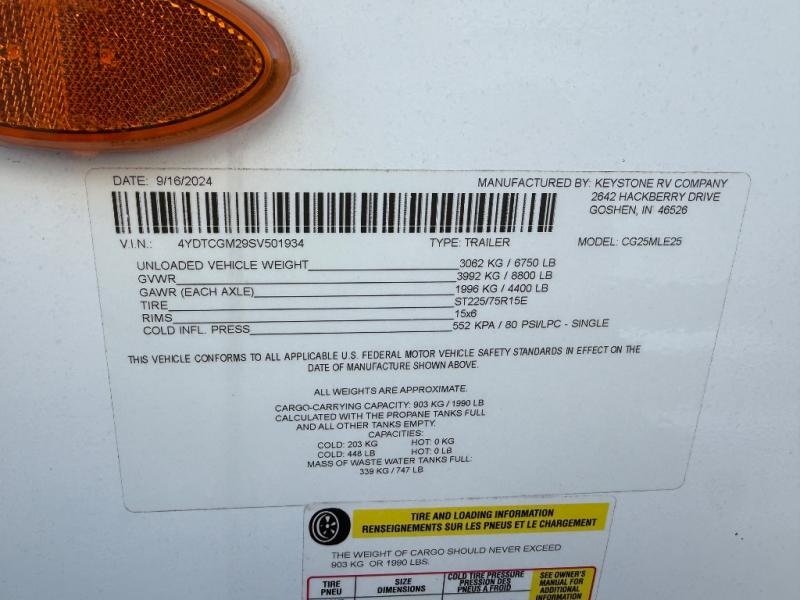 DATE: 9/16/2024
MANUFACTURED BY: KEYSTONE RV COMPANY
2642 HACKBERRY DRIVE
GOSHEN, IN 46526
V.I.N.: 4YDTCGM29SV501934 TYPE: TRAILER MODEL: CG25MLE25
UNLOADED VEHICLE WEIGHT 3062 KG / 6750 LB
GVWR 3992 KG / 8800 LB
GAWR (EACH AXLE) 1996 KG / 4400 LB
TIRE ST225/75R15E
RIMS 15x6
COLD INFL. PRESS 552 KPA / 80 PSI/LPC - SINGLE
THIS VEHICLE CONFORMS TO ALL APPLICABLE U.S. FEDERAL MOTOR VEHICLE SAFETY STANDARDS IN EFFECT ON THE
DATE OF MANUFACTURE SHOWN ABOVE.
ALL WEIGHTS ARE APPROXIMATE.
CARGO-CARRYING CAPACITY: 903 KG / 1990 LB
CALCULATED WITH THE PROPANE TANKS FULL
AND ALL OTHER TANKS EMPTY.
CAPACITIES:
COLD: 203 KG HOT: 0 KG
COLD: 448 LB HOT: 0 LB
MASS OF WASTE WATER TANKS FULL:
339 KG / 747 LB
TIRE AND LOADING INFORMATION
RENSEIGNEMENTS SUR LES PNEUS ET LE CHARGEMENT
THE WEIGHT OF CARGO SHOULD NEVER EXCEED
903 KG OR 1990 LBS.
TIRE
PNEU
SIZE
DIMENSIONS
COLD TIRE PRESSURE
PRESSION DES
PNEUS A FROID
SEE OWNER'S
MANUAL FOR
ADDITIONAL
INFORMATION